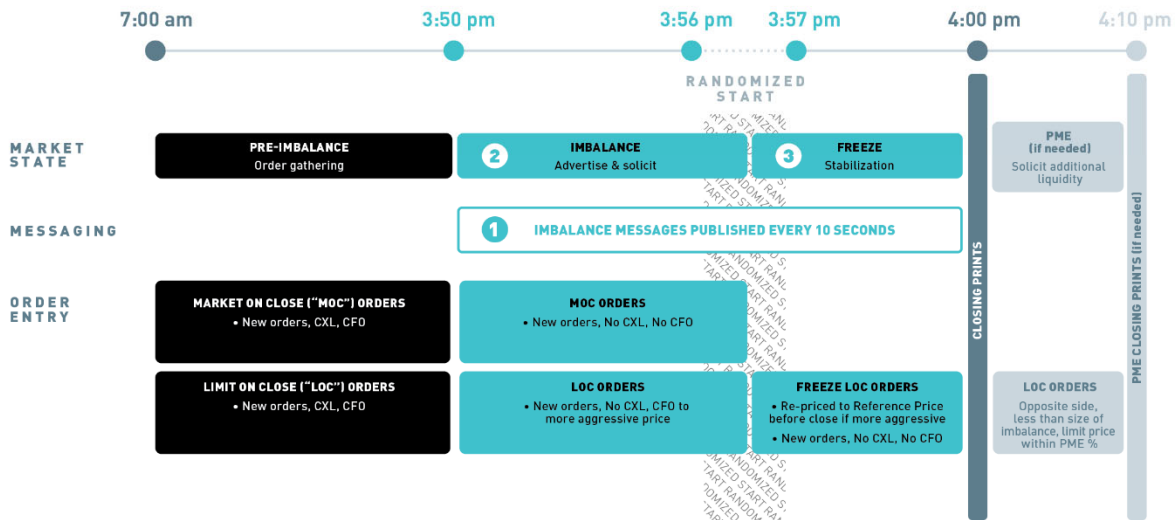 7:00 am
3:50 pm
3:56 pm
3:57 pm
4:00 pm
4:10 pm
RANDOMIZED
START
MARKET
STATE
PRE-IMBALANCE
Order gathering
2
IMBALANCE
Advertise & solicit
3
FREEZE
Stabilization
PME
(if needed)
Solicit additional
liquidity
MESSAGING
1
IMBALANCE MESSAGES PUBLISHED EVERY 10 SECONDS
ORDER
ENTRY
MARKET ON CLOSE (“MOC”) ORDERS
• New orders, CXL, CFO
MOC ORDERS
• New orders, No CXL, No CFO
LIMIT ON CLOSE (“LOC”) ORDERS
• New orders, CXL, CFO
LOC ORDERS
• New orders, No CXL, CFO to
more aggressive price
FREEZE LOC ORDERS
• Re-priced to Reference Price
before close if more aggressive
• New orders, No CXL, No CFO
CLOSING PRINTS
LOC ORDERS
Opposite side,
less than size of
imbalance, limit price
within PME %
PME CLOSING PRINTS (if needed)